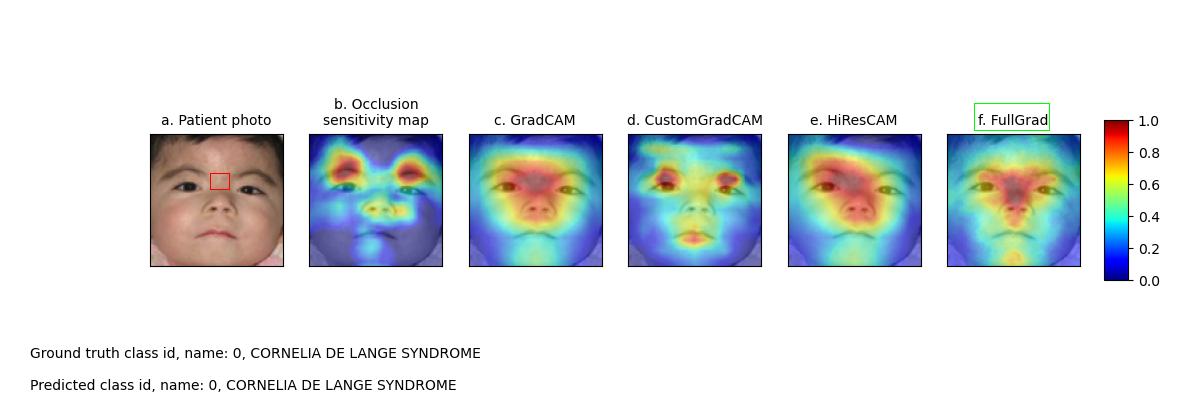 a. Patient photo
b. Occlusion
sensitivity map
c. GradCAM
d. CustomGradCAM
e. HiResCAM
f. FullGrad
1.0
0.8
0.6
0.4
0.2
0.0
Ground truth class id, name: 0, CORNELIA DE LANGE SYNDROME
Predicted class id, name: 0, CORNELIA DE LANGE SYNDROME